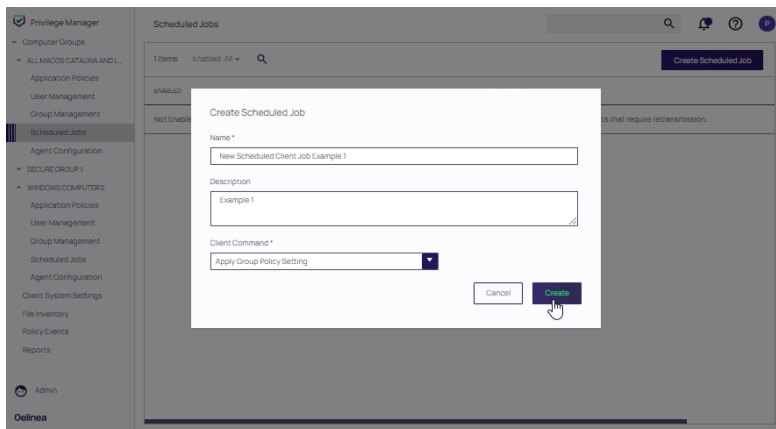 Privilege Manager
Scheduled Jobs
P
Computer Groups
ALL MACOS CATALINA AND L...
1 Items Enabled: All
Create Scheduled Job
Application Policies
User Management
ENABLED
Group Management
Not Enable
ts that require retransmission.
Scheduled Jobs
Agent Configuration
SECURE GROUP 1
WINDOWS COMPUTERS
Application Policies
User Management
Group Management
Scheduled Jobs
Agent Configuration
Client System Settings
File Inventory
Policy Events
Reports
Admin
Delinea
Create Scheduled Job
Name *
New Scheduled Client Job Example 1
Description
Example 1
Client Command *
Apply Group Policy Setting
Cancel Create